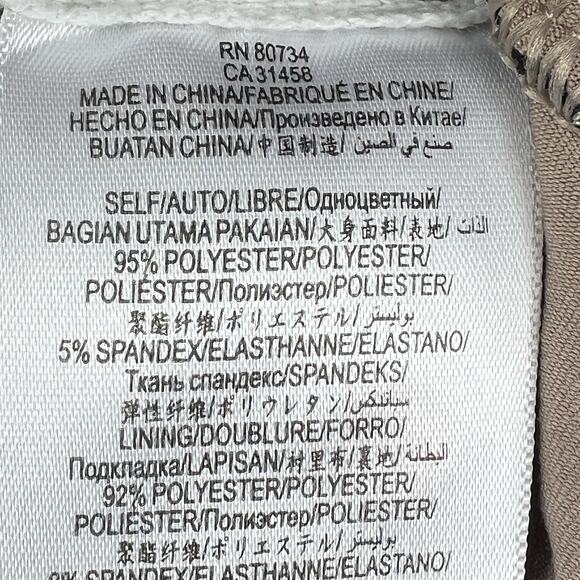 RN 80734
CA 31458
MADE IN CHINA/FABRIQUÉ EN CHINE/
HECHO EN CHINA/Произведено в Китае/
BUATAN CHINA/中国制造/ صنع في الصين
SELF/AUTO/LIBRE/Одноцветный/
BAGIAN UTAMA PAKAIAN/大身面料/表地/ الذات
95% POLYESTER/POLYESTER/
POLIÉSTER/Полиэстер/POLIESTER/
聚酯纤维/ポリエステル/بوليستر/
5% SPANDEX/ELASTHANNE/ELASTANO/
Ткань спандекс/SPANDEKS/
弹性纤维/ポリウレタン/سباندكس/
LINING/DOUBLURE/FORRO/
Подкладка/LAPISAN/村里布/裏地/ البطانة/
92% POLYESTER/POLYESTER/
POLIÉSTER/Полиэстер/POLIESTER/
聚酯纤维/ポリエステル/بوليستر/
8% SPANDEX/ELASTHANNE/ELASTANO/